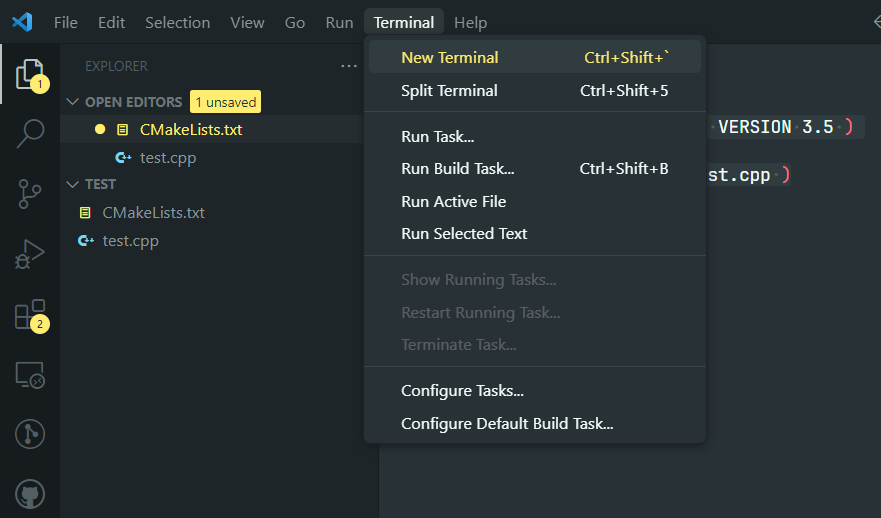 File Edit Selection View Go Run Terminal Help
EXPLORER ...
OPEN EDITORS 1 unsaved
CMakeLists.txt
C++ test.cpp
TEST
CMakeLists.txt
C++ test.cpp
1
2
New Terminal Ctrl+Shift+`
Split Terminal Ctrl+Shift+5
Run Task...
Run Build Task... Ctrl+Shift+B
Run Active File
Run Selected Text
Show Running Tasks...
Restart Running Task...
Terminate Task...
Configure Tasks...
Configure Default Build Task...
VERSION 3.5 )
st.cpp )